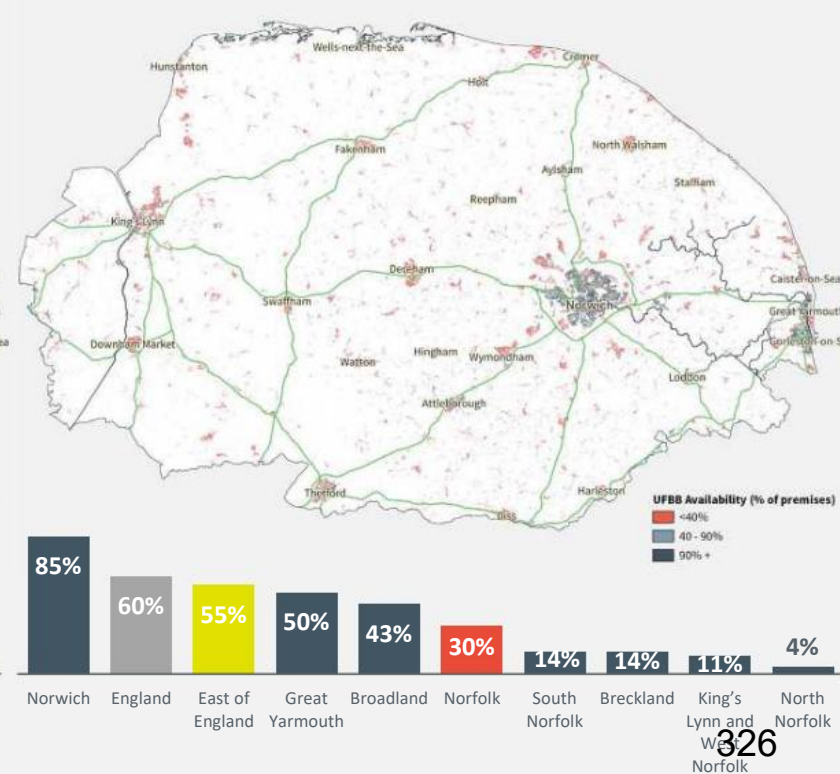 Wells-next-the-Sea
Cromer
Hunstanton
Holt
North Walsham
Fakenham
Aylsham
Stalham
Reepham
King's Lynn
Dereham
Caister-on-Sea
Swaffham
Norwich
Great Yarmouth
Gorleston-on-S
ea
Downham Market
Hingham
Wymondham
Watton
Loddon
Attleborough
Thetford
Harleston
Diss
UFBB Availability (% of premises)
<40%
40 - 90%
90% +
85%
60%
55%
50%
43%
30%
14%
14%
11%
4%
Norwich
England
East of
England
Great
Yarmouth
Broadland
Norfolk
South
Norfolk
Breckland
King's
Lynn and
West
Norfolk
North
Norfolk
326